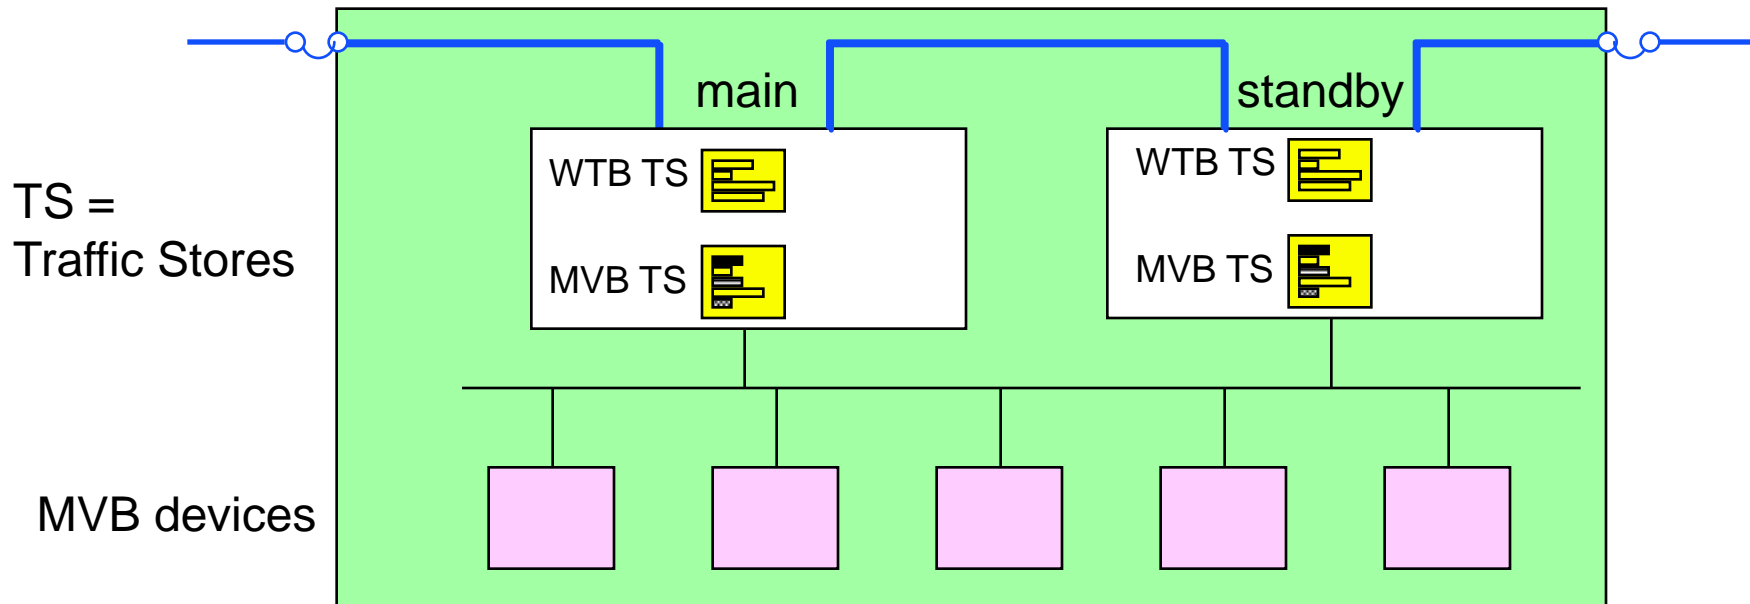 main
standby
WTB TS
WTB TS
TS =
Traffic Stores
MVB TS
MVB TS
MVB devices